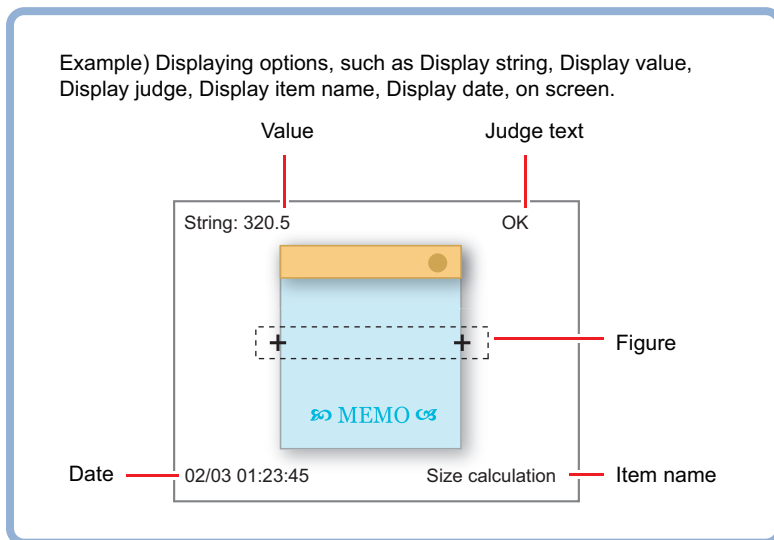 Example) Displaying options, such as Display string, Display value,
Display judge, Display item name, Display date, on screen.
Value
Judge text
String: 320.5
OK
Figure
MEMO
Date
02/03 01:23:45
Size calculation
Item name